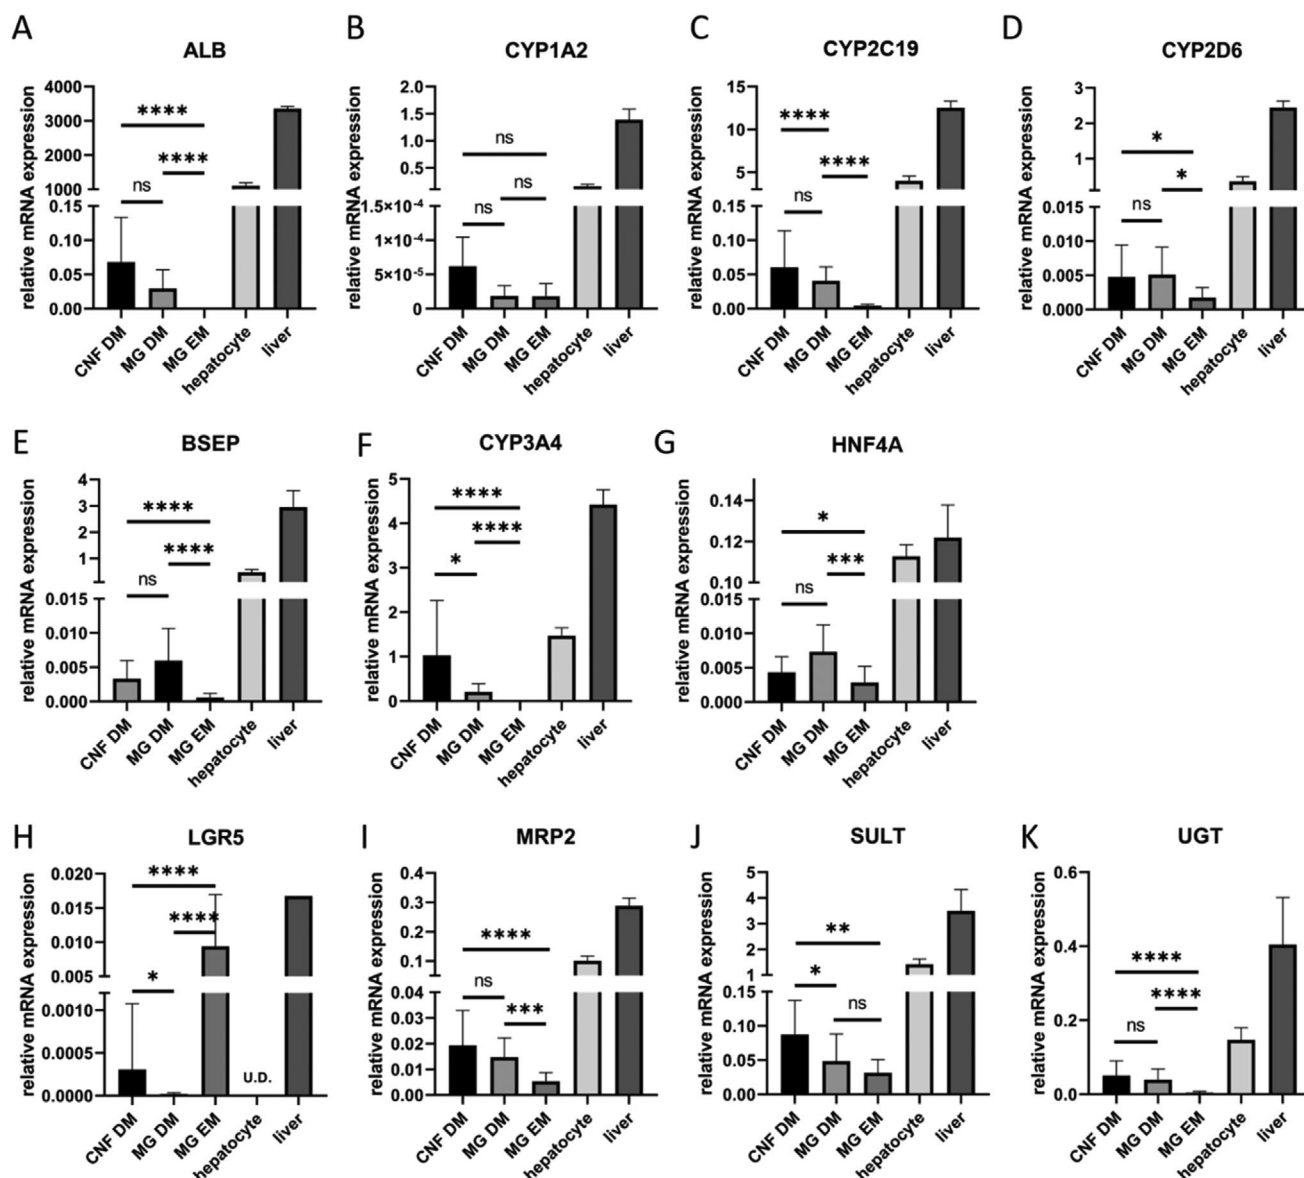 A
ALB
relative mRNA expression
4000
3000
2000
1000
0.15
0.10
0.05
0.00
****
****
ns
CNF DM
MG DM
MG EM
hepatocyte
liver
B
CYP1A2
relative mRNA expression
2.0
1.5
1.0
0.5
1.5×10⁻⁴
1×10⁻⁴
5×10⁻⁵
0
ns
ns
ns
CNF DM
MG DM
MG EM
hepatocyte
liver
C
CYP2C19
relative mRNA expression
15
10
5
0.15
0.10
0.05
0.00
****
****
ns
CNF DM
MG DM
MG EM
hepatocyte
liver
D
CYP2D6
relative mRNA expression
3
2
1
0.015
0.010
0.005
0.000
*
*
ns
CNF DM
MG DM
MG EM
hepatocyte
liver
E
BSEP
relative mRNA expression
4
3
2
1
0.015
0.010
0.005
0.000
****
****
ns
CNF DM
MG DM
MG EM
hepatocyte
liver
F
CYP3A4
relative mRNA expression
5
4
3
2
1
0
****
****
*
CNF DM
MG DM
MG EM
hepatocyte
liver
G
HNF4A
relative mRNA expression
0.14
0.12
0.10
0.015
0.010
0.005
0.000
*
***
ns
CNF DM
MG DM
MG EM
hepatocyte
liver
H
LGR5
relative mRNA expression
0.020
0.015
0.010
0.005
0.0010
0.0005
0.0000
****
****
*
U.D.
CNF DM
MG DM
MG EM
hepatocyte
liver
I
MRP2
relative mRNA expression
0.4
0.3
0.2
0.1
0.04
0.03
0.02
0.01
0.00
****
ns
***
CNF DM
MG DM
MG EM
hepatocyte
liver
J
SULT
relative mRNA expression
5
4
3
2
1
0.15
0.10
0.05
0.00
**
*
ns
CNF DM
MG DM
MG EM
hepatocyte
liver
K
UGT
relative mRNA expression
0.6
0.4
0.2
0.0
****
****
ns
CNF DM
MG DM
MG EM
hepatocyte
liver